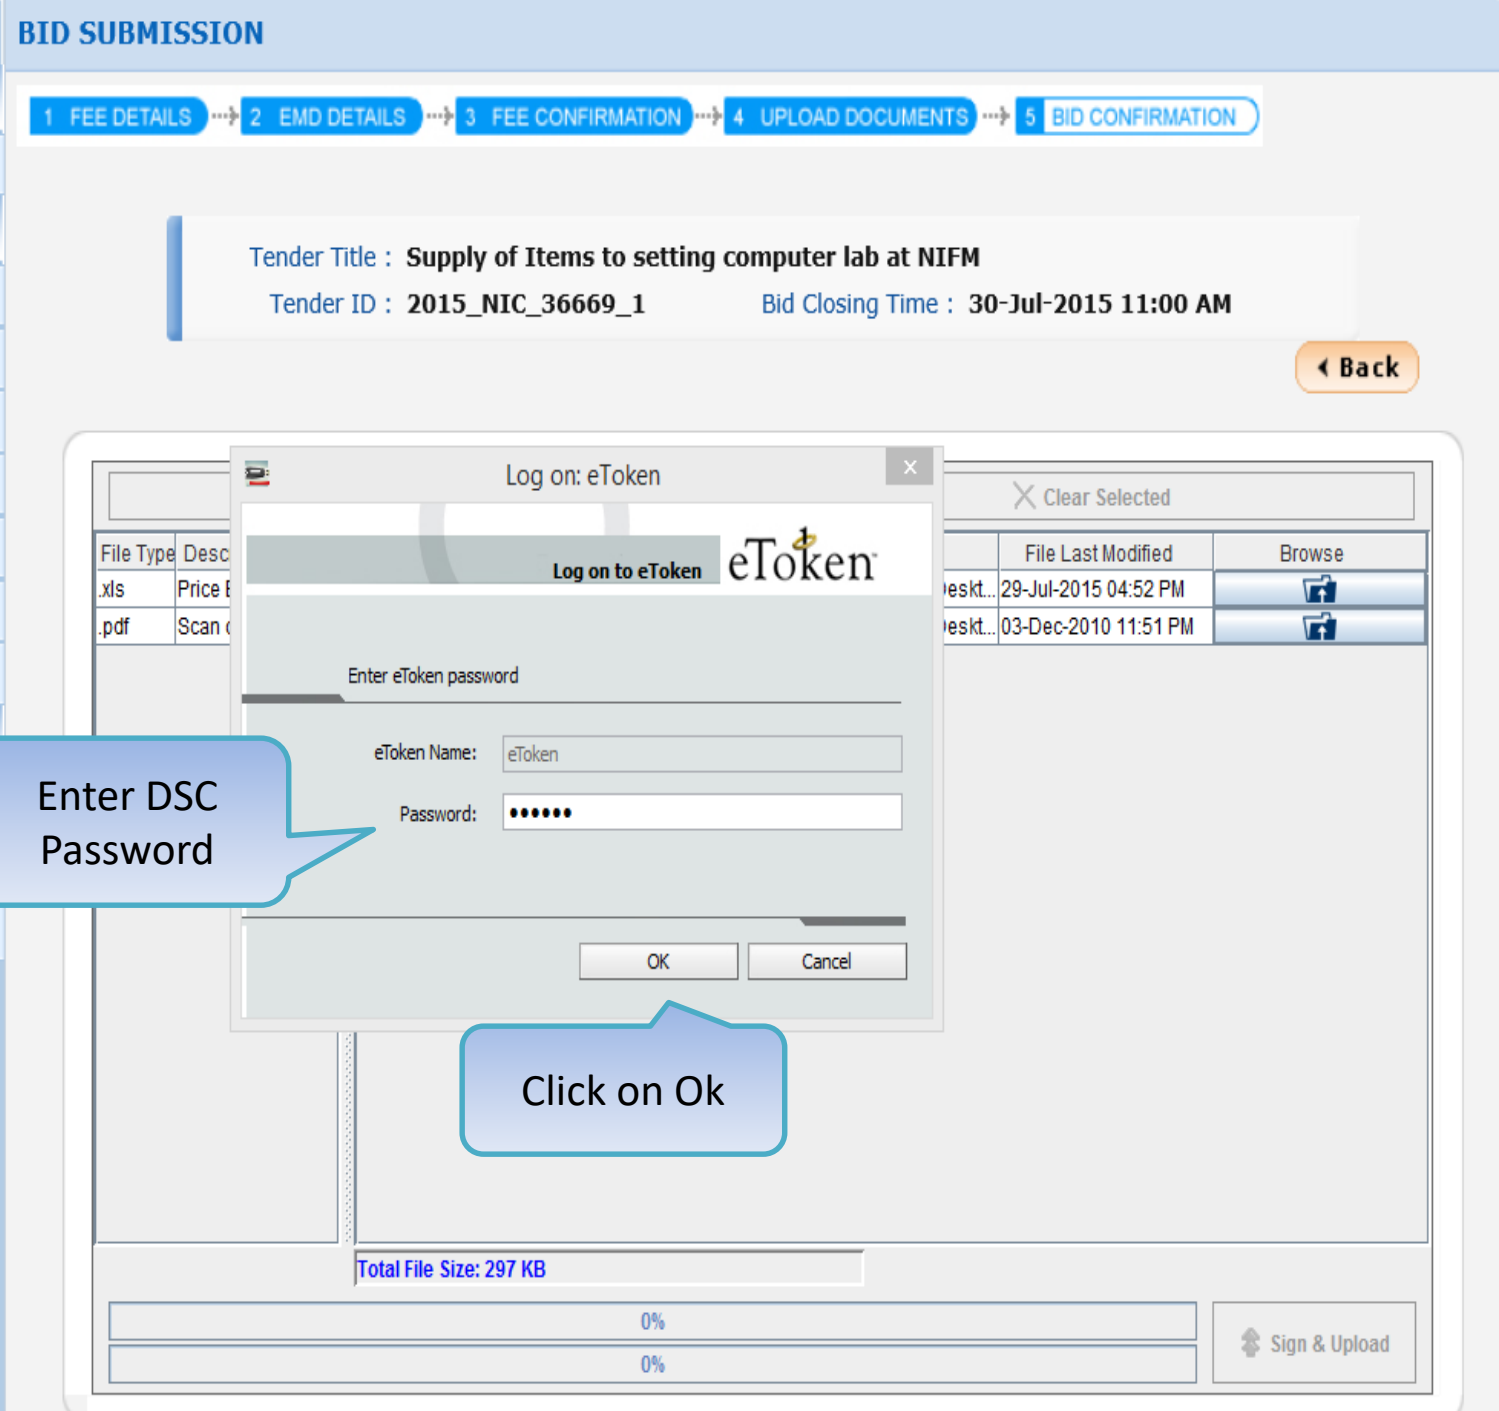 BID SUBMISSION
1 FEE DETAILS 2 EMD DETAILS 3 FEE CONFIRMATION 4 UPLOAD DOCUMENTS 5 BID CONFIRMATION
Tender Title : Supply of Items to setting computer lab at NIFM
Tender ID : 2015_NIC_36669_1 Bid Closing Time : 30-Jul-2015 11:00 AM
Back
Log on: eToken x
Clear Selected
Log on to eToken eToken
File Type Desc File Last Modified Browse
.xls Price eskt... 29-Jul-2015 04:52 PM
.pdf Scan eskt... 03-Dec-2010 11:51 PM
Enter eToken password
eToken Name: eToken
Password: ••••••
Enter DSC
Password
OK Cancel
Click on Ok
Total File Size: 297 KB
0%
0%
Sign & Upload